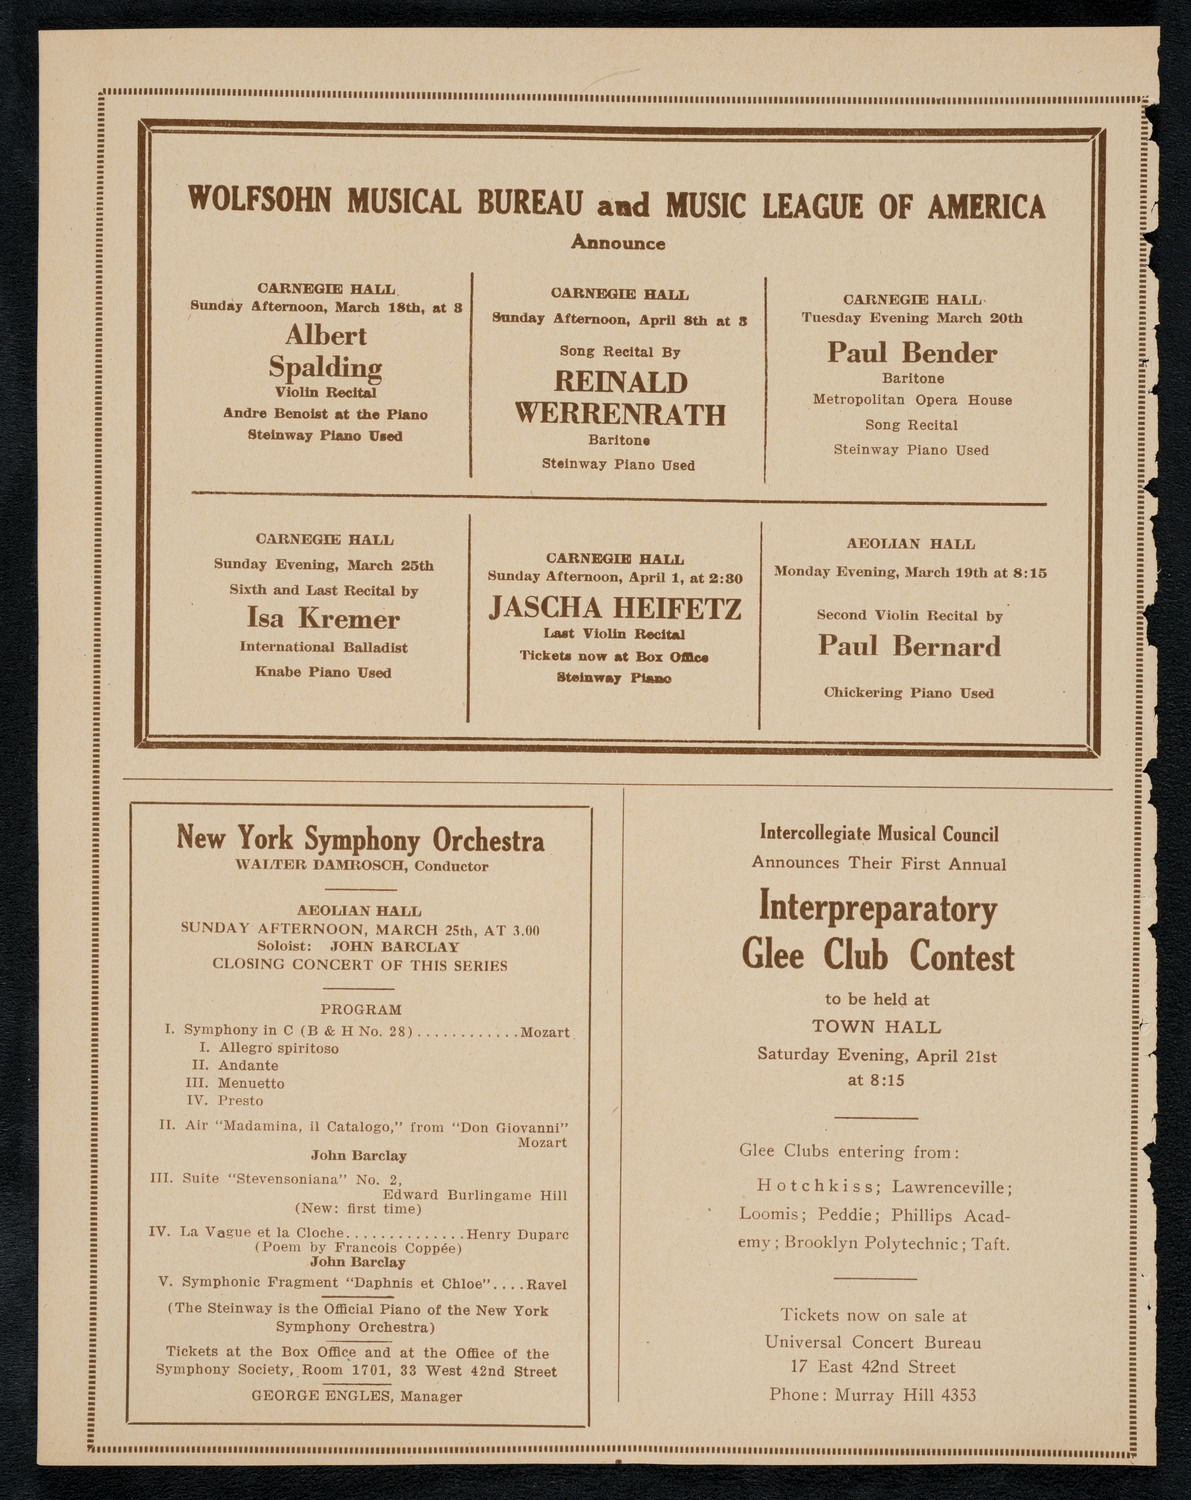 WOLFSOHN MUSICAL BUREAU and MUSIC LEAGUE OF AMERICA
Announce
CARNEGIE HALL
Sunday Afternoon, March 18th, at 3
Albert
Spalding
Violin Recital
Andre Benoist at the Piano
Steinway Piano Used
CARNEGIE HALL
Sunday Afternoon, April 8th at 3
Song Recital By
REINALD
WERRENRATH
Baritone
Steinway Piano Used
CARNEGIE HALL
Tuesday Evening March 20th
Paul Bender
Baritone
Metropolitan Opera House
Song Recital
Steinway Piano Used
CARNEGIE HALL
Sunday Evening, March 25th
Sixth and Last Recital by
Isa Kremer
International Balladist
Knabe Piano Used
CARNEGIE HALL
Sunday Afternoon, April 1, at 2:30
JASCHA HEIFETZ
Last Violin Recital
Tickets now at Box Office
Steinway Piano
AEOLIAN HALL
Monday Evening, March 19th at 8:15
Second Violin Recital by
Paul Bernard
Chickering Piano Used
New York Symphony Orchestra
WALTER DAMROSCH, Conductor
AEOLIAN HALL
SUNDAY AFTERNOON, MARCH 25th, AT 3.00
Soloist: JOHN BARCLAY
CLOSING CONCERT OF THIS SERIES
PROGRAM
I. Symphony in C (B & H No. 28)............Mozart
I. Allegro spiritoso
II. Andante
III. Menuetto
IV. Presto
II. Air "Madamina, il Catalogo," from "Don Giovanni"
Mozart
John Barclay
III. Suite "Stevensoniana" No. 2,
Edward Burlingame Hill
(New: first time)
IV. La Vague et la Cloche..............Henry Duparc
(Poem by Francois Coppée)
John Barclay
V. Symphonic Fragment "Daphnis et Chloe"....Ravel
(The Steinway is the Official Piano of the New York
Symphony Orchestra)
Tickets at the Box Office and at the Office of the
Symphony Society, Room 1701, 33 West 42nd Street
GEORGE ENGLES, Manager
Intercollegiate Musical Council
Announces Their First Annual
Interpreparatory
Glee Club Contest
to be held at
TOWN HALL
Saturday Evening, April 21st
at 8:15
Glee Clubs entering from:
Hotchkiss; Lawrenceville;
Loomis; Peddie; Phillips Acad-
emy; Brooklyn Polytechnic; Taft.
Tickets now on sale at
Universal Concert Bureau
17 East 42nd Street
Phone: Murray Hill 4353